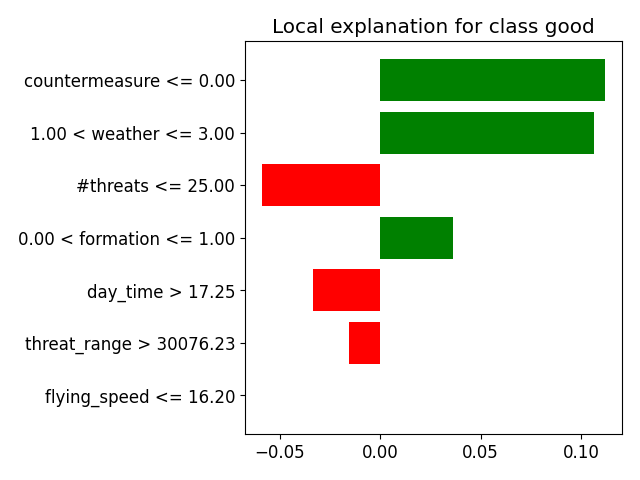 Local explanation for class good
countermeasure <= 0.00
1.00 < weather <= 3.00
#threats <= 25.00
0.00 < formation <= 1.00
day_time > 17.25
threat_range > 30076.23
flying_speed <= 16.20
−0.05 0.00 0.05 0.10